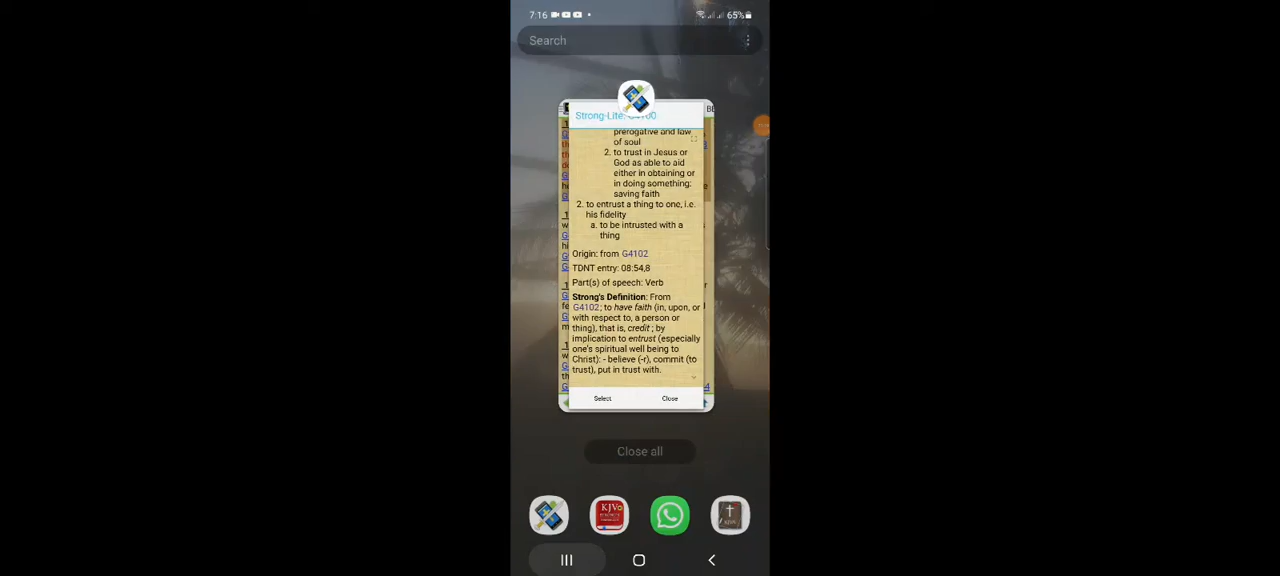 7:16
65%
Search
Strong-Lite: G4100
prerogative and law
of soul
2. to trust in Jesus or
God as able to aid
either in obtaining or
in doing something:
saving faith
2. to entrust a thing to one, i.e.
his fidelity
a. to be intrusted with a
thing
Origin: from G4102
TDNT entry: 08:54,8
Part(s) of speech: Verb
Strong's Definition: From
G4102; to have faith (in, upon, or
with respect to, a person or
thing), that is, credit ; by
implication to entrust (especially
one's spiritual well being to
Christ): - believe (-r), commit (to
trust), put in trust with.
Select Close
Close all
KJV